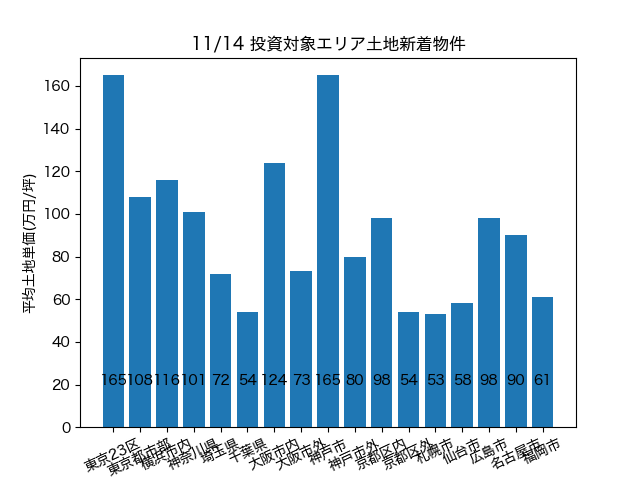 11/14 投資対象エリア土地新着物件
平均土地単価(万円/坪)
160
140
120
100
80
60
40
20
0
165 108 116 101 72 54 124 73 165 80 98 54 53 58 98 90 61
東京23区
東京都市部
横浜市内
神奈川県
埼玉県
千葉県
大阪市内
大阪市外
神戸市
神戸市外
京都区内
京都区外
札幌市
仙台市
広島市
名古屋市
福岡市